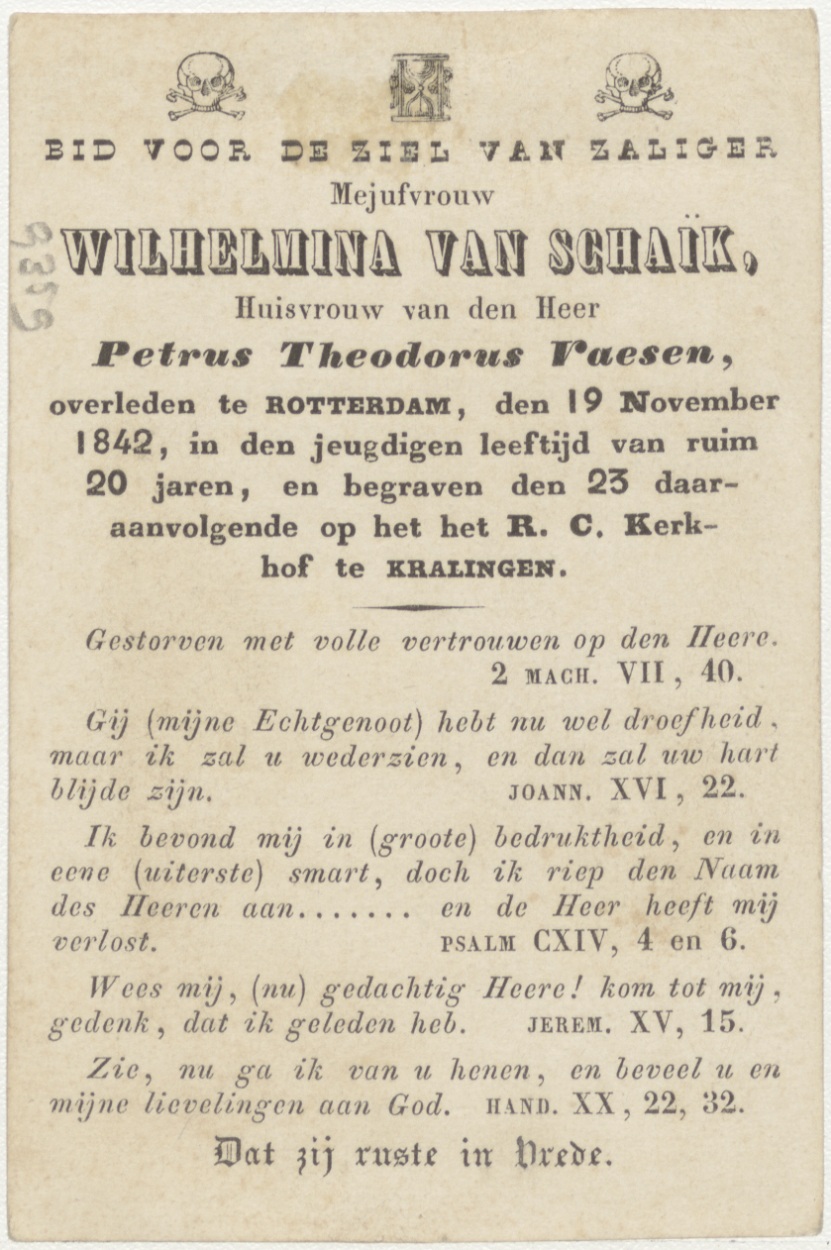 BID VOOR DE ZIEL VAN ZALIGER
Mejufvrouw
WILHELMINA VAN SCHAÏK,
Huisvrouw van den Heer
Petrus Theodorus Vaesen,
overleden te ROTTERDAM, den 19 November
1842, in den jeugdigen leeftijd van ruim
20 jaren, en begraven den 23 daar-
aanvolgende op het het R. C. Kerk-
hof te KRALINGEN.
Gestorven met volle vertrouwen op den Heere.
2 MACH. VII, 40.
Gij (mijne Echtgenoot) hebt nu wel droefheid,
maar ik zal u wederzien, en dan zal uw hart
blijde zijn. JOANN. XVI, 22.
Ik bevond mij in (groote) bedruktheid, en in
eene (uiterste) smart, doch ik riep den Naam
des Heeren aan....... en de Heer heeft mij
verlost. PSALM CXIV, 4 en 6.
Wees mij, (nu) gedachtig Heere! kom tot mij,
gedenk, dat ik geleden heb. JEREM. XV, 15.
Zie, nu ga ik van u henen, en beveel u en
mijne lievelingen aan God. HAND. XX, 22, 32.
Dat zij ruste in Vrede.